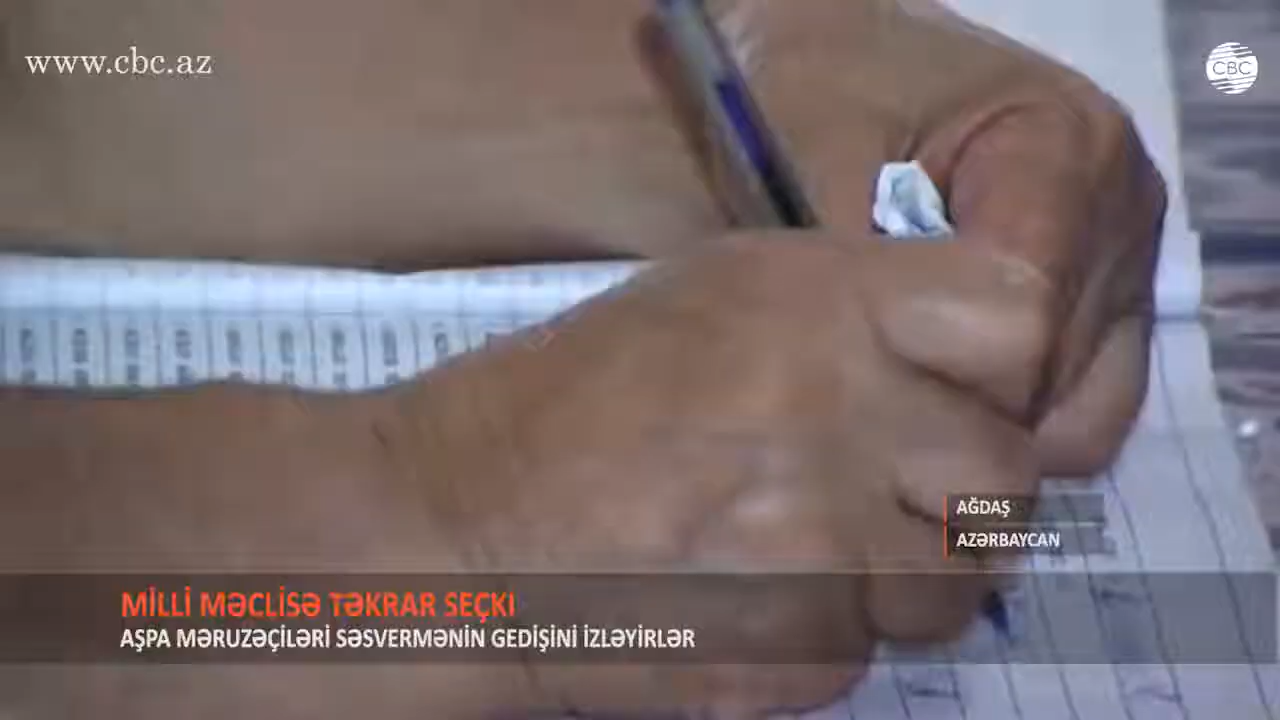 www.cbc.az
CBC
AĞDAŞ
AZƏRBAYCAN
MİLLİ MƏCLİSƏ TƏKRAR SEÇKI
AŞPA MƏRUZƏÇİLƏRİ SƏSVERMƏNİN GEDİŞİNİ İZLƏYİRLƏR